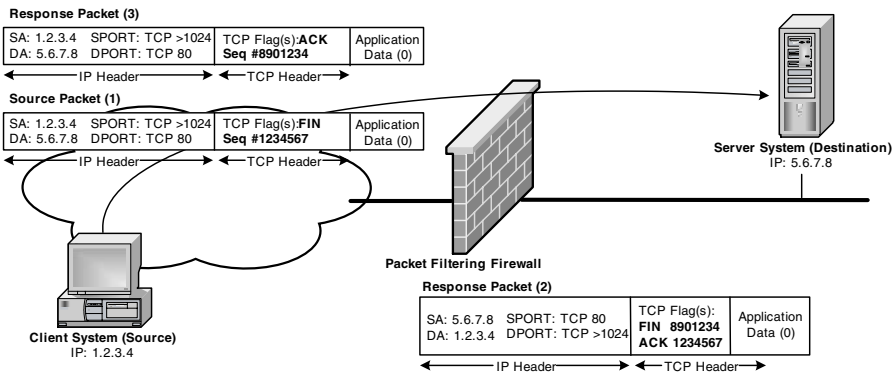 Response Packet (3)
SA: 1.2.3.4 SPORT: TCP >1024
DA: 5.6.7.8 DPORT: TCP 80
TCP Flag(s):ACK
Seq #8901234
Application
Data (0)
IP Header
TCP Header
Source Packet (1)
SA: 1.2.3.4 SPORT: TCP >1024
DA: 5.6.7.8 DPORT: TCP 80
TCP Flag(s):FIN
Seq #1234567
Application
Data (0)
IP Header
TCP Header
Server System (Destination)
IP: 5.6.7.8
Packet Filtering Firewall
Client System (Source)
IP: 1.2.3.4
Response Packet (2)
SA: 5.6.7.8 SPORT: TCP 80
DA: 1.2.3.4 DPORT: TCP >1024
TCP Flag(s):
FIN 8901234
ACK 1234567
Application
Data (0)
IP Header
TCP Header